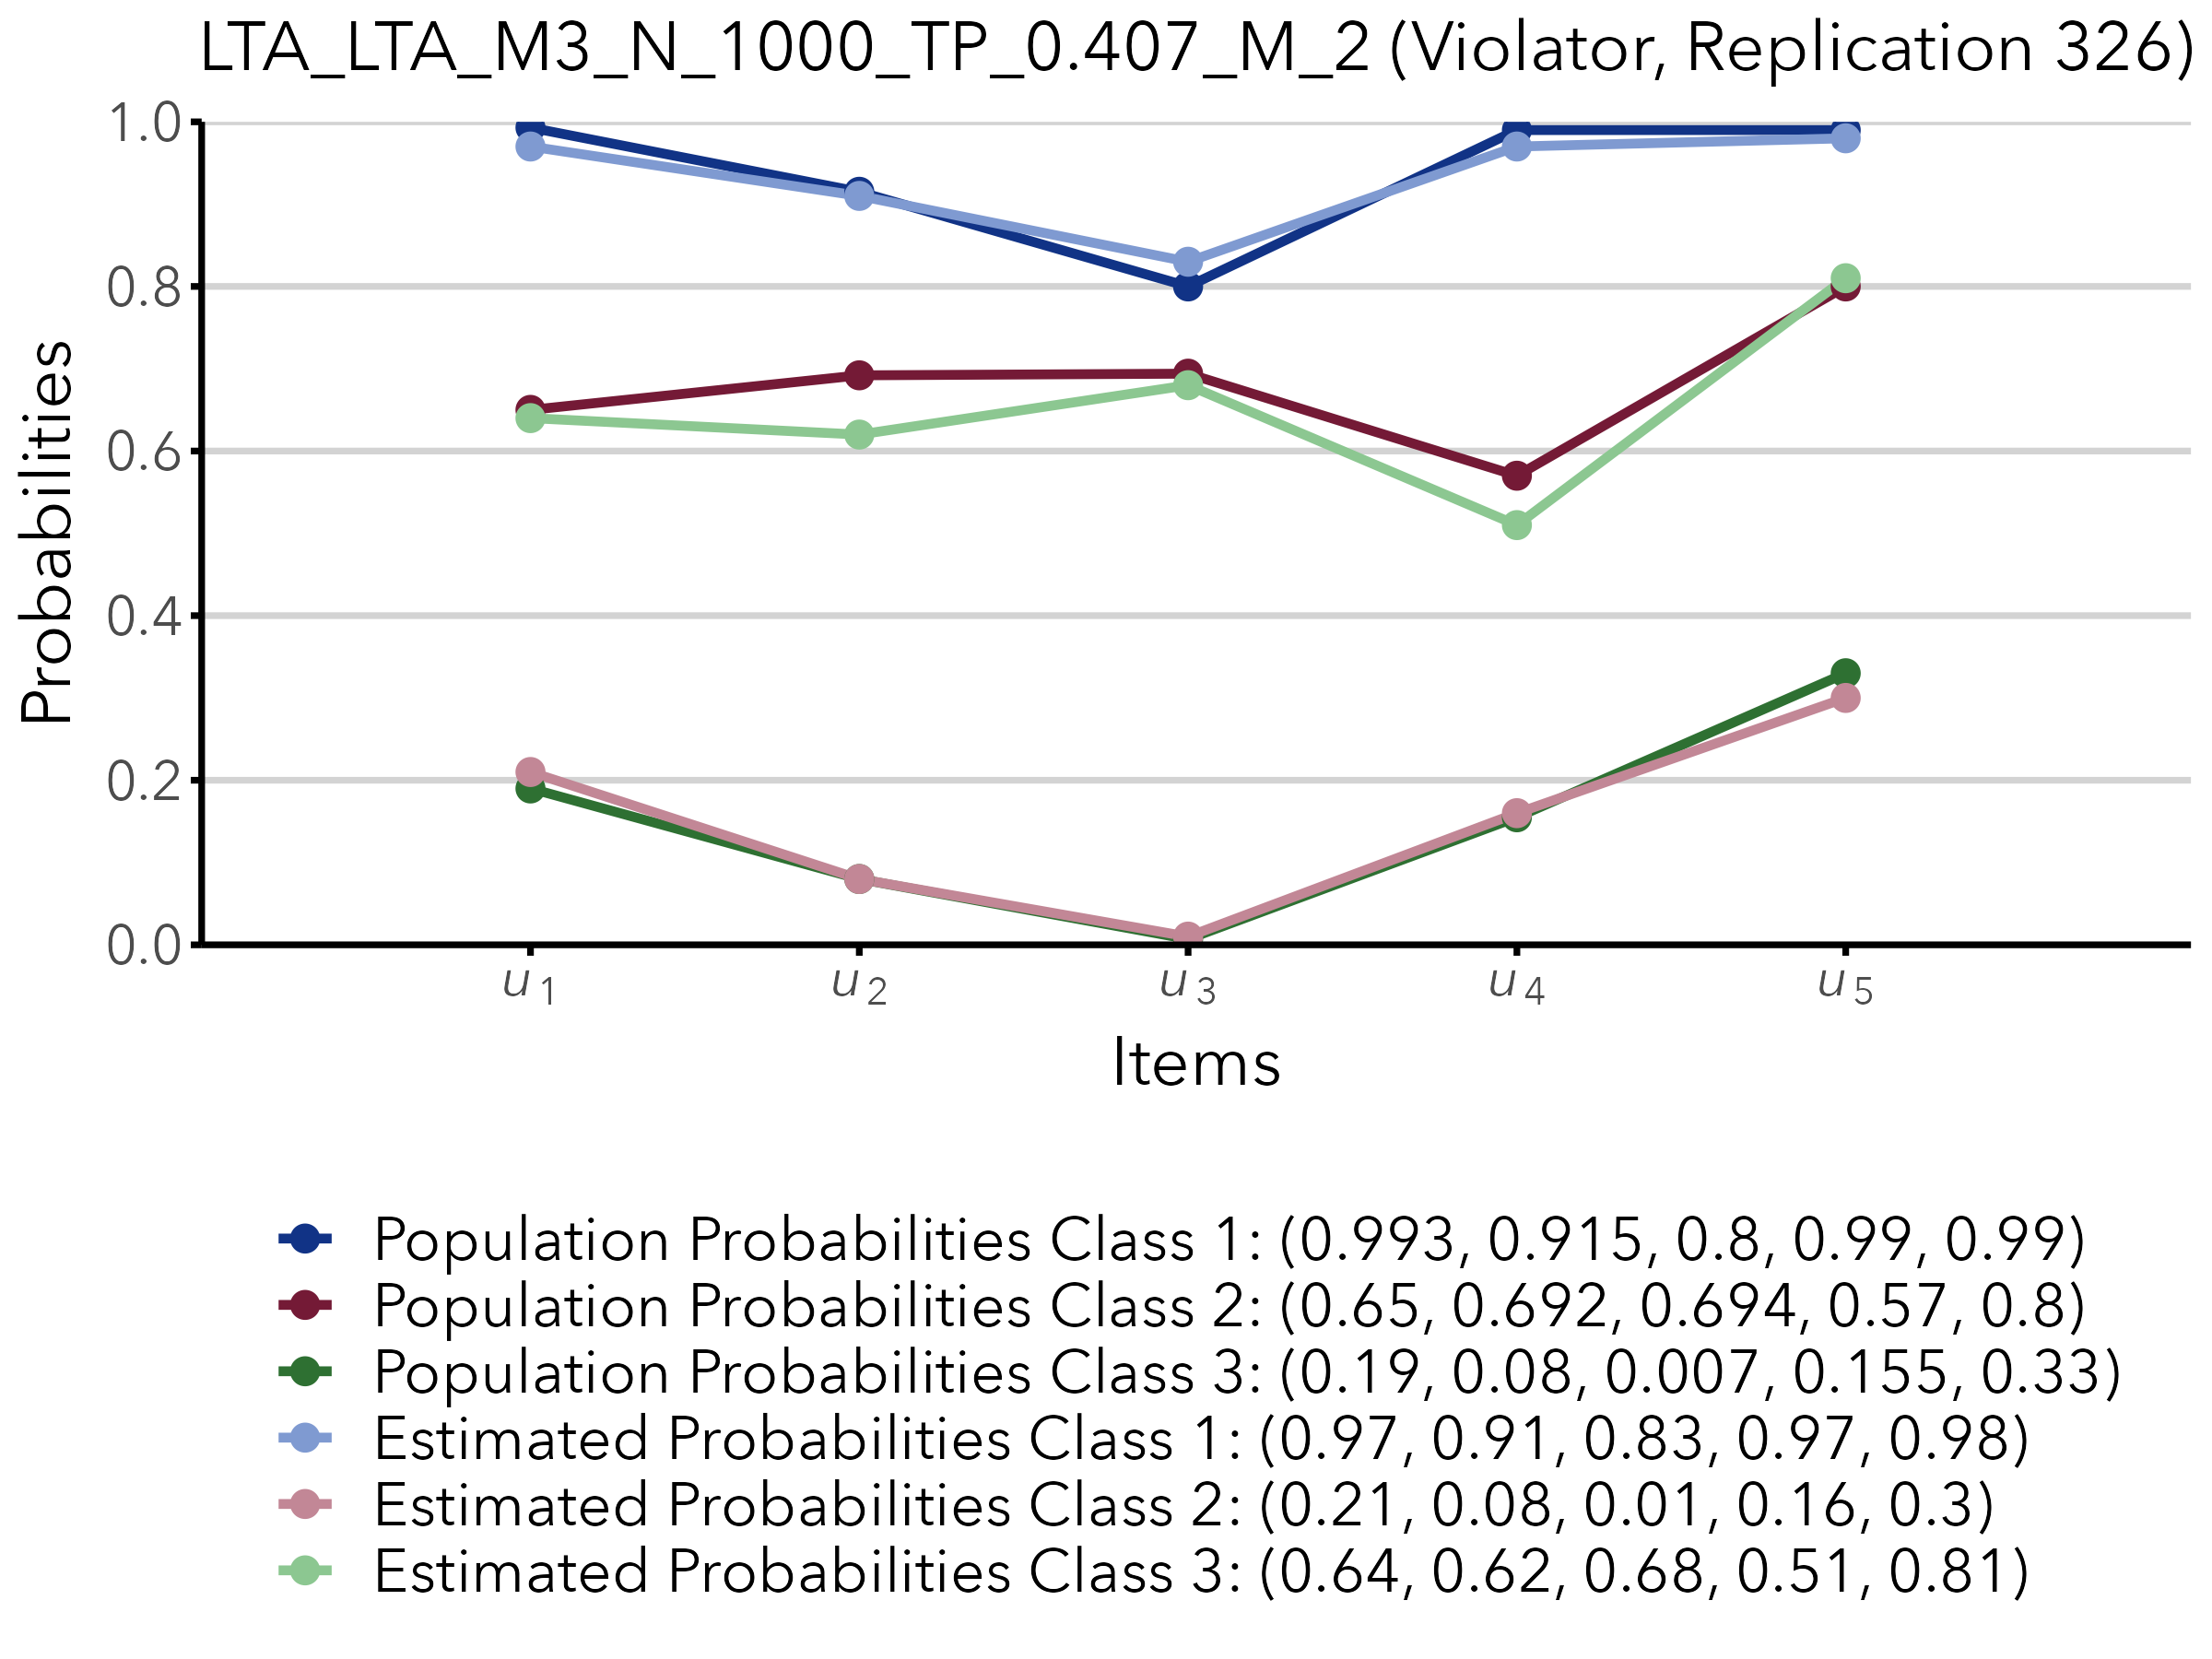 LTA_LTA_M3_N_1000_TP_0.407_M_2 (Violator, Replication 326)
1.0
0.8
0.6
0.4
0.2
0.0
Probabilities
u1 u2 u3 u4 u5
Items
Population Probabilities Class 1: (0.993, 0.915, 0.8, 0.99, 0.99)
Population Probabilities Class 2: (0.65, 0.692, 0.694, 0.57, 0.8)
Population Probabilities Class 3: (0.19, 0.08, 0.007, 0.155, 0.33)
Estimated Probabilities Class 1: (0.97, 0.91, 0.83, 0.97, 0.98)
Estimated Probabilities Class 2: (0.21, 0.08, 0.01, 0.16, 0.3)
Estimated Probabilities Class 3: (0.64, 0.62, 0.68, 0.51, 0.81)